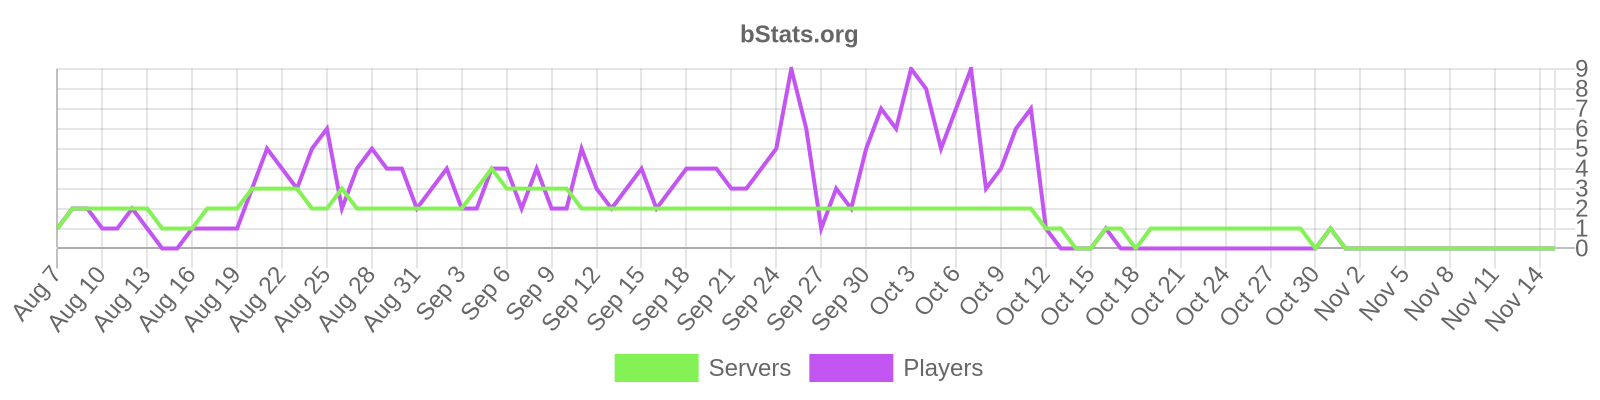 bStats.org
9
8
7
6
5
4
3
2
1
0
Aug 7
Aug 10
Aug 13
Aug 16
Aug 19
Aug 22
Aug 25
Aug 28
Aug 31
Sep 3
Sep 6
Sep 9
Sep 12
Sep 15
Sep 18
Sep 21
Sep 24
Sep 27
Sep 30
Oct 3
Oct 6
Oct 9
Oct 12
Oct 15
Oct 18
Oct 21
Oct 24
Oct 27
Oct 30
Nov 2
Nov 5
Nov 8
Nov 11
Nov 14
Servers
Players